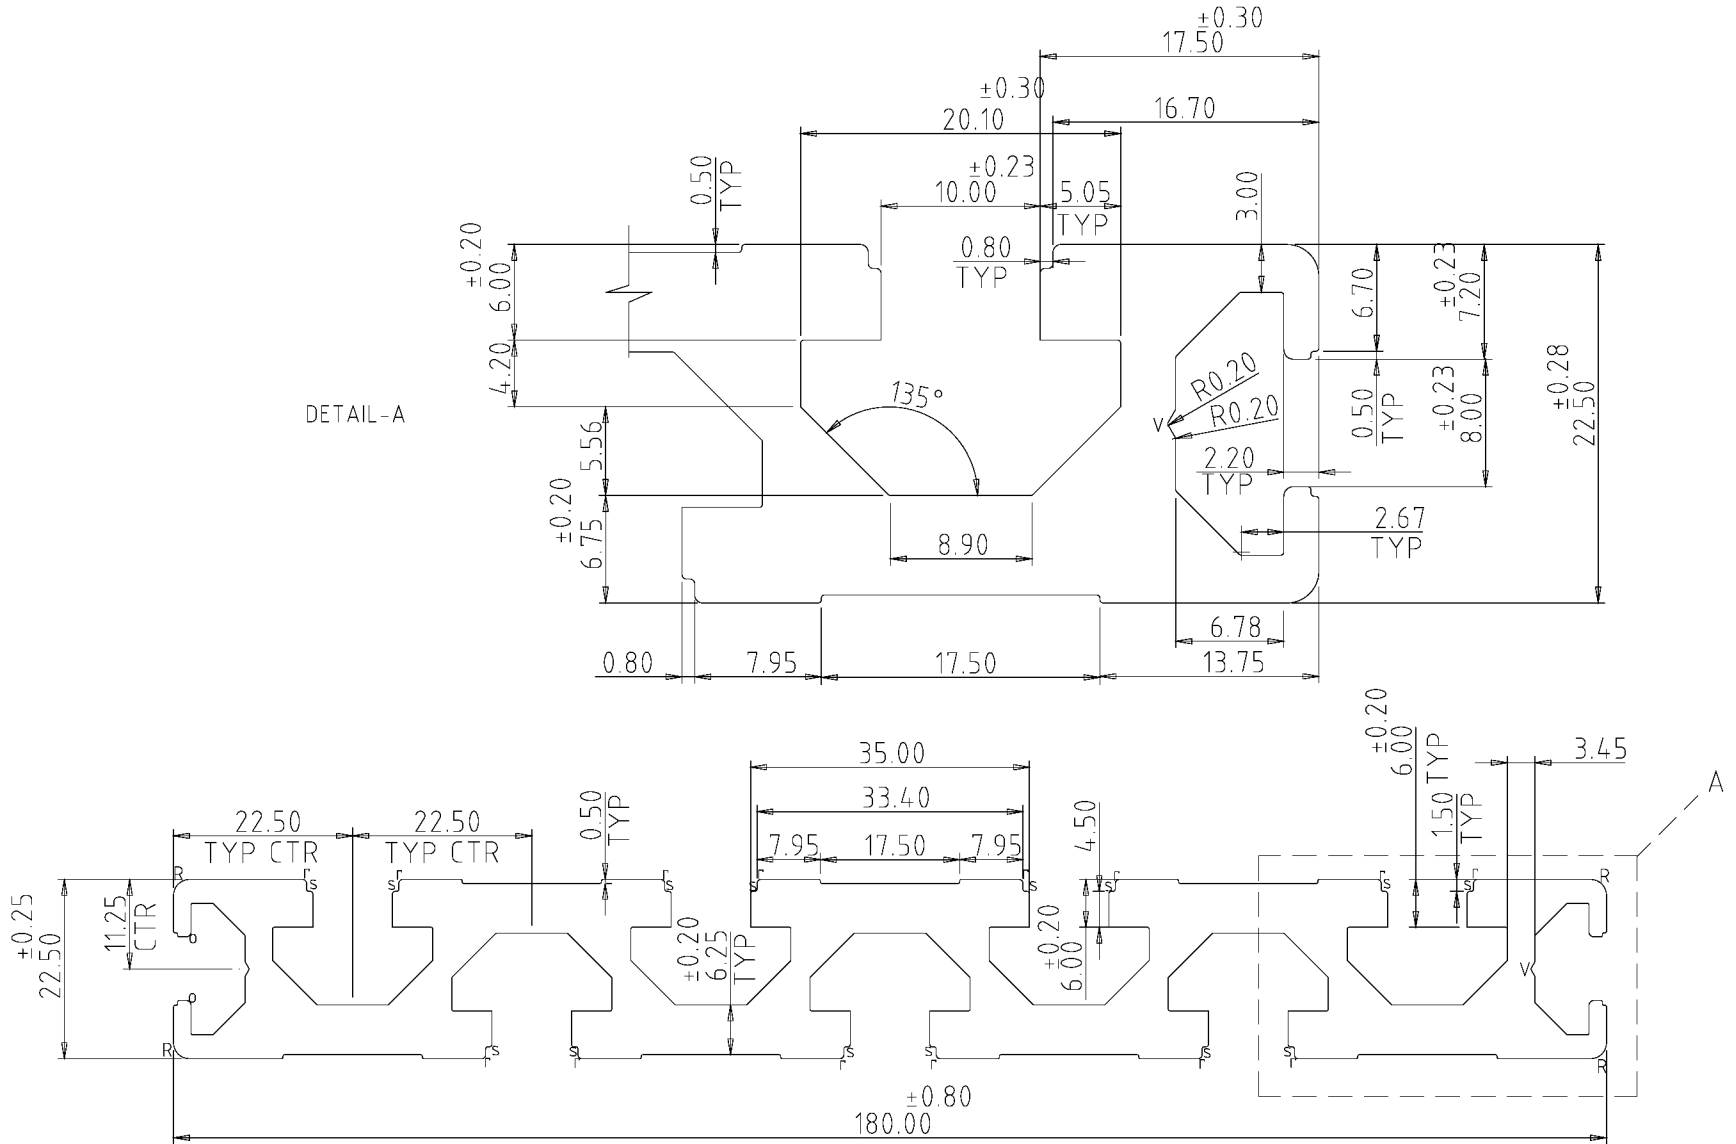 ±0.30
17.50
±0.30
20.10
16.70
±0.23
10.00
5.05
TYP
0.50
TYP
3.00
0.80
TYP
±0.20
6.00
4.20
6.70
±0.23
7.20
DETAIL-A
135°
R0.20
R0.20
V
5.56
0.50
TYP
±0.23
8.00
±0.28
22.50
2.20
TYP
±0.20
6.75
8.90
2.67
TYP
6.78
0.80
7.95
17.50
13.75
±0.20
6.00
TYP
35.00
3.45
A
33.40
0.50
TYP
4.50
1.50
TYP
22.50
TYP CTR
22.50
TYP CTR
7.95
17.50
7.95
R
r
S
r
S
r
S
r
S
r
S
r
S
r
S
r
S
R
±0.25
22.50
11.25
CTR
O
O
±0.20
6.25
TYP
±0.20
6.00
V
R
S
r
S
r
S
r
S
r
S
r
S
r
R
±0.80
180.00